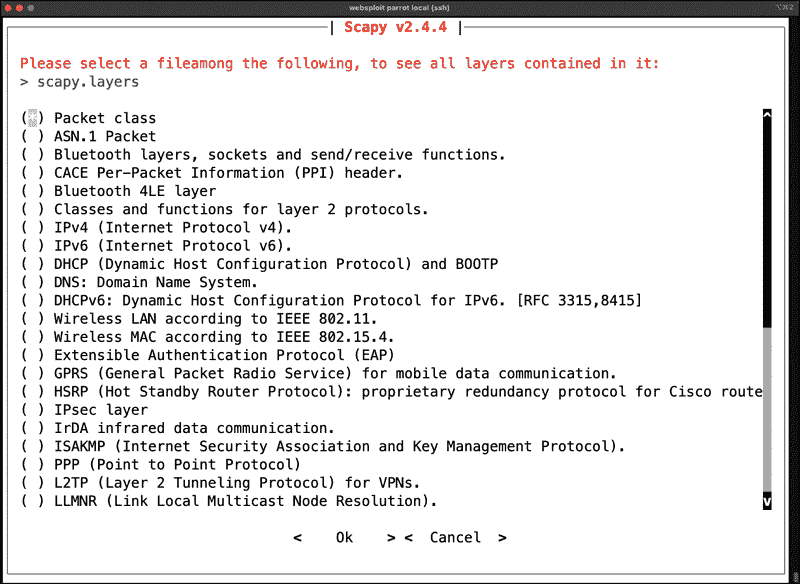 websploit parrot local (ssh)
⌥⌘2
| Scapy v2.4.4 |
Please select a fileamong the following, to see all layers contained in it:
> scapy.layers
( ) Packet class
( ) ASN.1 Packet
( ) Bluetooth layers, sockets and send/receive functions.
( ) CACE Per-Packet Information (PPI) header.
( ) Bluetooth 4LE layer
( ) Classes and functions for layer 2 protocols.
( ) IPv4 (Internet Protocol v4).
( ) IPv6 (Internet Protocol v6).
( ) DHCP (Dynamic Host Configuration Protocol) and BOOTP
( ) DNS: Domain Name System.
( ) DHCPv6: Dynamic Host Configuration Protocol for IPv6. [RFC 3315,8415]
( ) Wireless LAN according to IEEE 802.11.
( ) Wireless MAC according to IEEE 802.15.4.
( ) Extensible Authentication Protocol (EAP)
( ) GPRS (General Packet Radio Service) for mobile data communication.
( ) HSRP (Hot Standby Router Protocol): proprietary redundancy protocol for Cisco route
( ) IPsec layer
( ) IrDA infrared data communication.
( ) ISAKMP (Internet Security Association and Key Management Protocol).
( ) PPP (Point to Point Protocol)
( ) L2TP (Layer 2 Tunneling Protocol) for VPNs.
( ) LLMNR (Link Local Multicast Node Resolution).
< Ok > < Cancel >